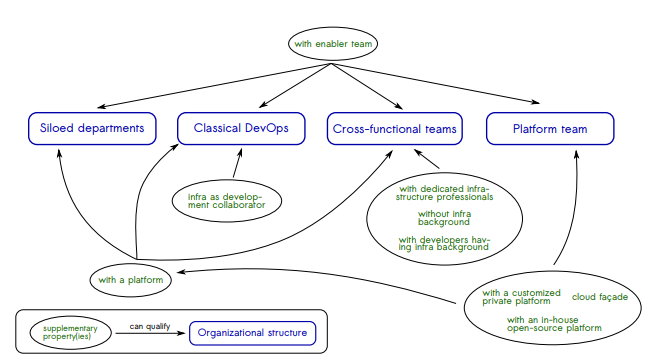 with enabler team
Siloed departments
Classical DevOps
Cross-functional teams
Platform team
infra as develop-
ment collaborator
with dedicated infra-
structure professionals
without infra
background
with developers hav-
ing infra background
with a platform
with a customized
private platform
cloud façade
with an in-house
open-source platform
supplementary
property(ies)
can qualify
Organizational structure